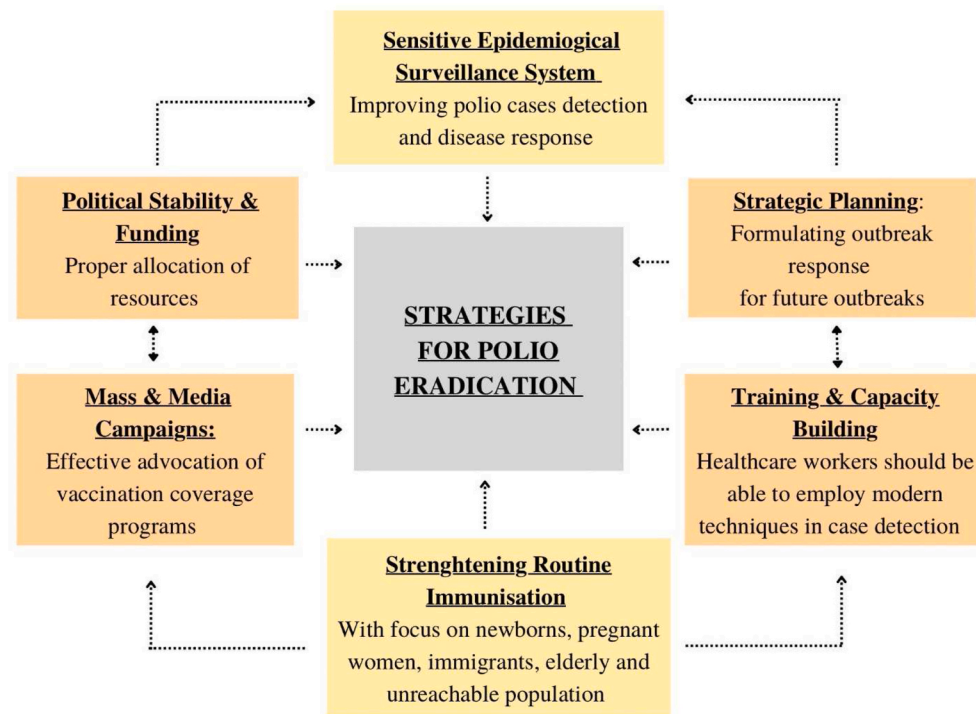 Sensitive Epidemiogical
Surveillance System
Improving polio cases detection
and disease response
Political Stability &
Funding
Proper allocation of
resources
Strategic Planning:
Formulating outbreak
response
for future outbreaks
STRATEGIES
FOR POLIO
ERADICATION
Mass & Media
Campaigns:
Effective advocation of
vaccination coverage
programs
Training & Capacity
Building
Healthcare workers should be
able to employ modern
techniques in case detection
Strenghtening Routine
Immunisation
With focus on newborns, pregnant
women, immigrants, elderly and
unreachable population